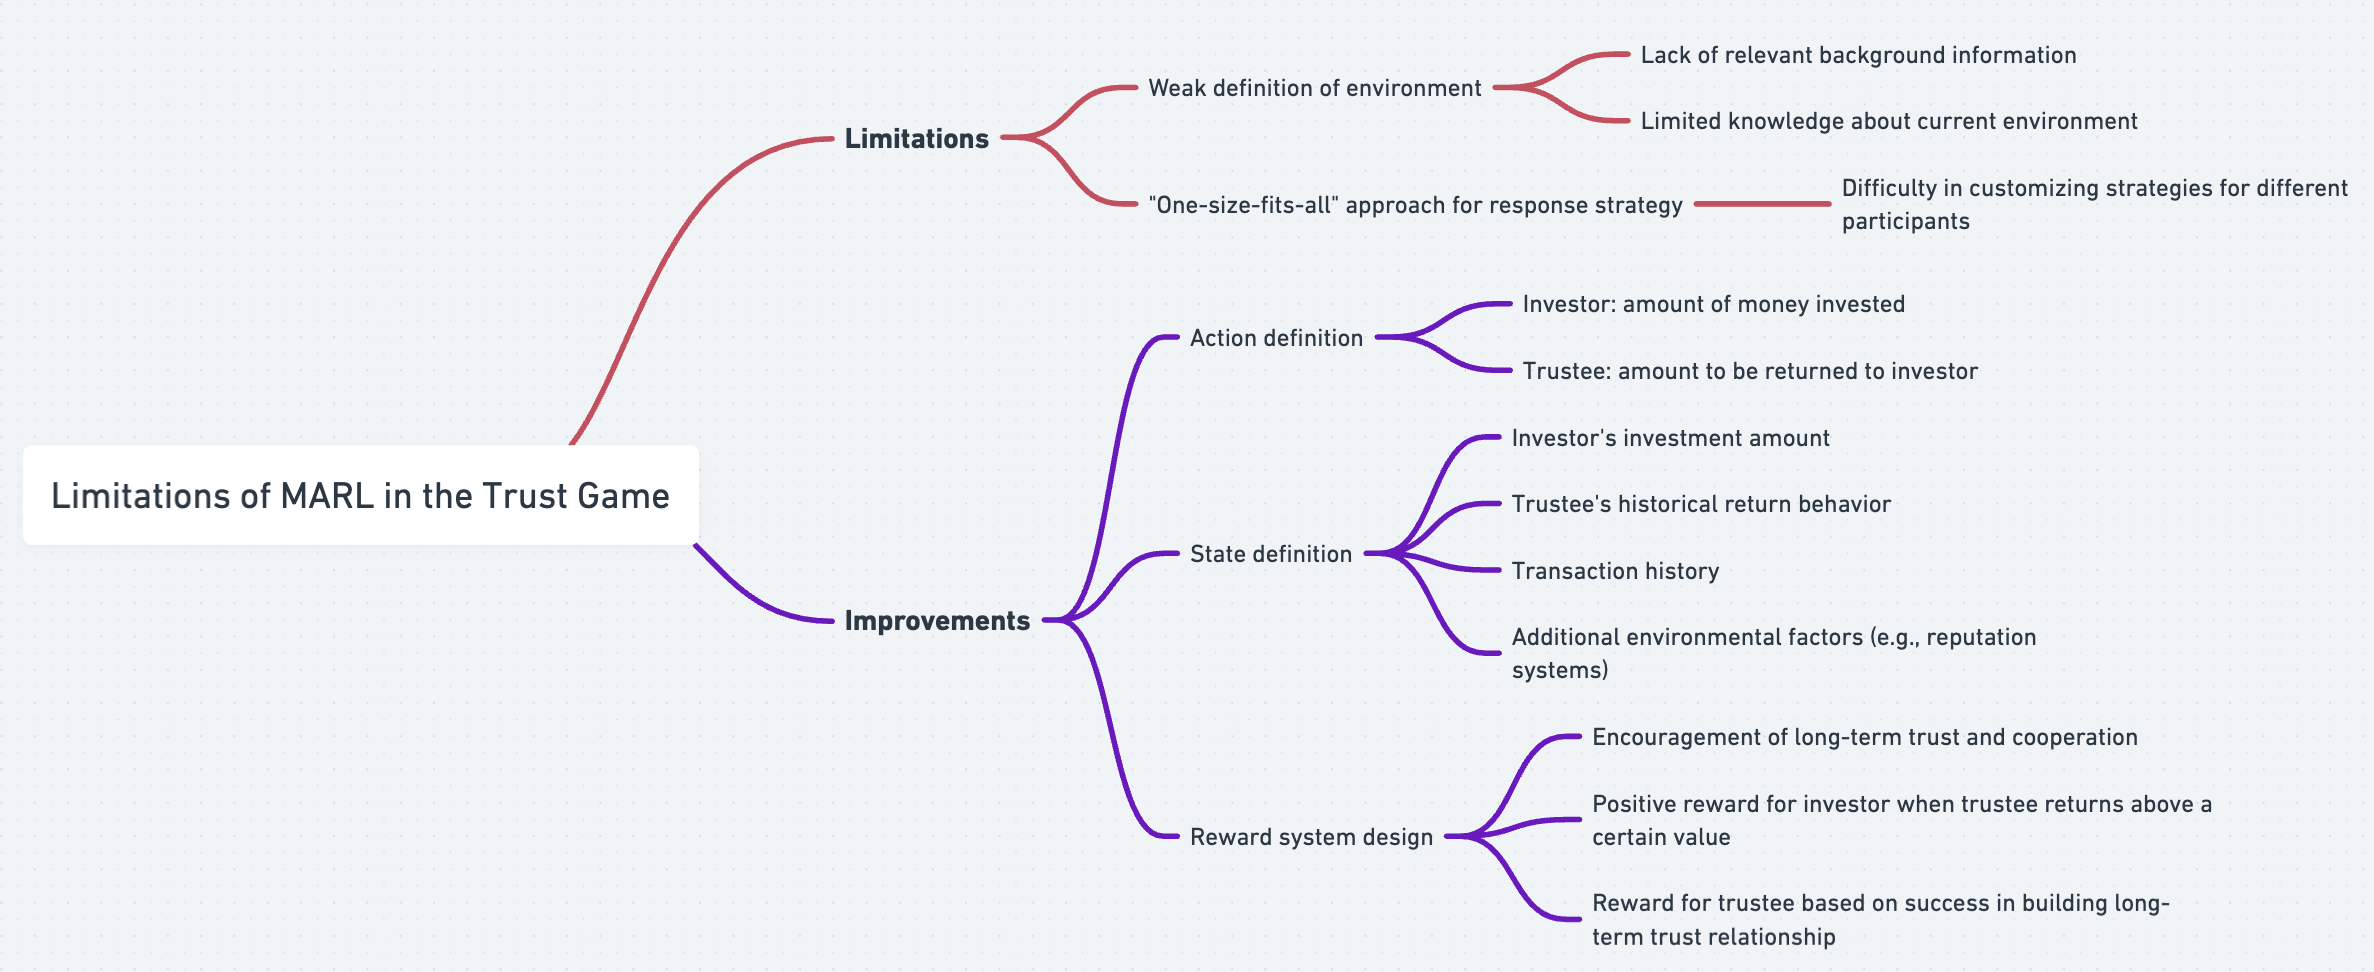 Limitations of MARL in the Trust Game
Limitations
Weak definition of environment
Lack of relevant background information
Limited knowledge about current environment
"One-size-fits-all" approach for response strategy
Difficulty in customizing strategies for different
participants
Improvements
Action definition
Investor: amount of money invested
Trustee: amount to be returned to investor
State definition
Investor's investment amount
Trustee's historical return behavior
Transaction history
Additional environmental factors (e.g., reputation
systems)
Reward system design
Encouragement of long-term trust and cooperation
Positive reward for investor when trustee returns above a
certain value
Reward for trustee based on success in building long-
term trust relationship